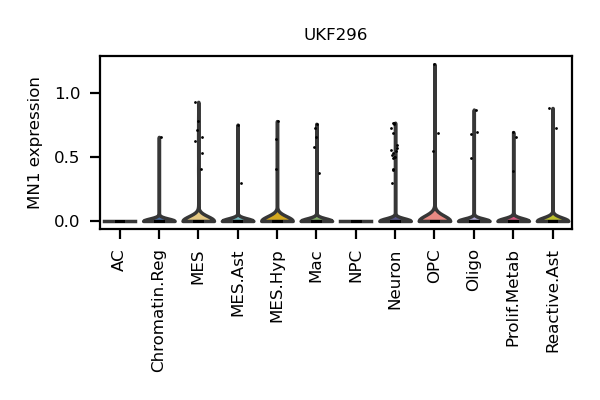 UKF296
MN1 expression
1.0
0.5
0.0
AC
Chromatin.Reg
MES
MES.Ast
MES.Hyp
Mac
NPC
Neuron
OPC
Oligo
Prolif.Metab
Reactive.Ast